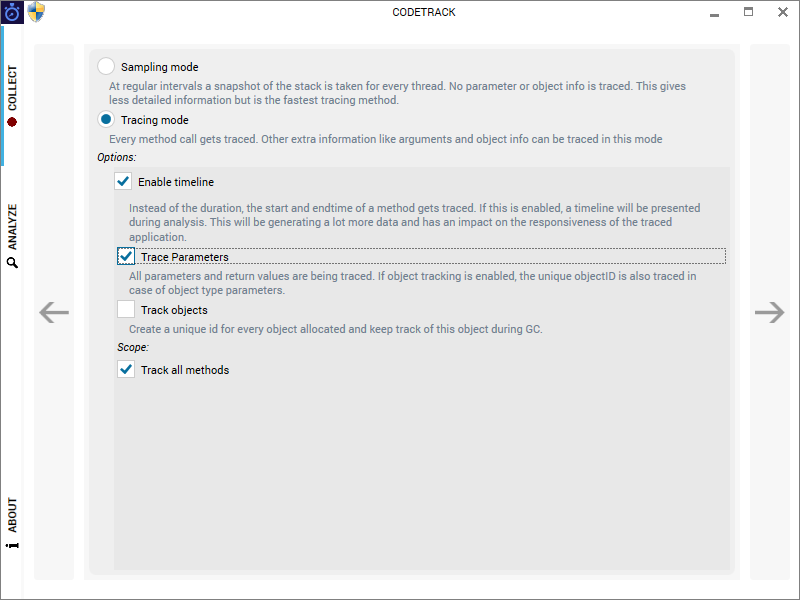 CODETRACK
COLLECT
ANALYZE
ABOUT
Sampling mode
At regular intervals a snapshot of the stack is taken for every thread. No parameter or object info is traced. This gives
less detailed information but is the fastest tracing method.
Tracing mode
Every method call gets traced. Other extra information like arguments and object info can be traced in this mode
Options:
Enable timeline
Instead of the duration, the start and endtime of a method gets traced. If this is enabled, a timeline will be presented
during analysis. This will be generating a lot more data and has an impact on the responsiveness of the traced
application.
Trace Parameters
All parameters and return values are being traced. If object tracking is enabled, the unique objectID is also traced in
case of object type parameters.
Track objects
Create a unique id for every object allocated and keep track of this object during GC.
Scope:
Track all methods